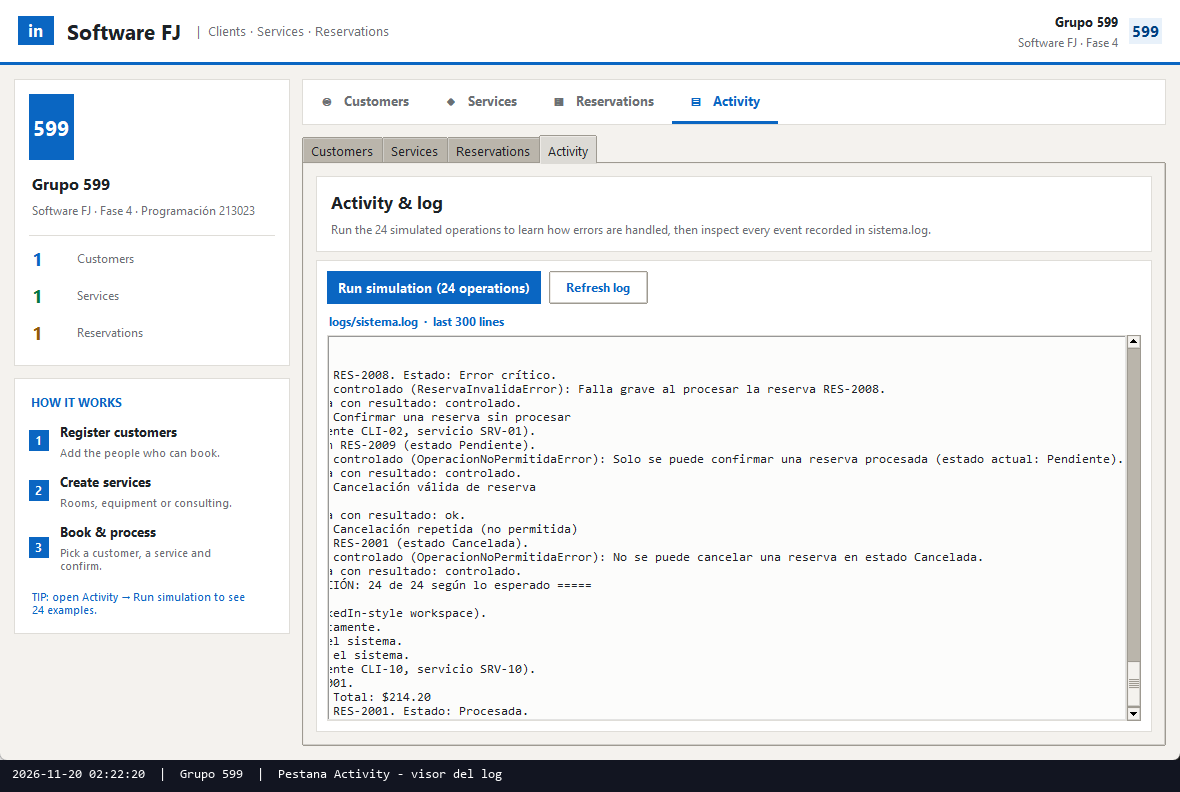 in Software FJ | Clients · Services · Reservations
Grupo 599
Software FJ · Fase 4
599
599
Grupo 599
Software FJ · Fase 4 · Programación 213023
1 Customers
1 Services
1 Reservations
HOW IT WORKS
1 Register customers
Add the people who can book.
2 Create services
Rooms, equipment or consulting.
3 Book & process
Pick a customer, a service and
confirm.
TIP: open Activity → Run simulation to see
24 examples.
Customers Services Reservations Activity
Customers Services Reservations Activity
Activity & log
Run the 24 simulated operations to learn how errors are handled, then inspect every event recorded in sistema.log.
Run simulation (24 operations) Refresh log
logs/sistema.log · last 300 lines
RES-2008. Estado: Error crítico.
controlado (ReservaInvalidaError): Falla grave al procesar la reserva RES-2008.
con resultado: controlado.
Confirmar una reserva sin procesar
nte CLI-02, servicio SRV-01).
RES-2009 (estado Pendiente).
controlado (OperacionNoPermitidaError): Solo se puede confirmar una reserva procesada (estado actual: Pendiente).
con resultado: controlado.
Cancelación válida de reserva
con resultado: ok.
Cancelación repetida (no permitida)
RES-2001 (estado Cancelada).
controlado (OperacionNoPermitidaError): No se puede cancelar una reserva en estado Cancelada.
con resultado: controlado.
IÓN: 24 de 24 según lo esperado =====
edIn-style workspace).
amente.
el sistema.
el sistema.
nte CLI-10, servicio SRV-10).
001.
Total: $214.20
RES-2001. Estado: Procesada.
2026-11-20 02:22:20 | Grupo 599 | Pestana Activity - visor del log